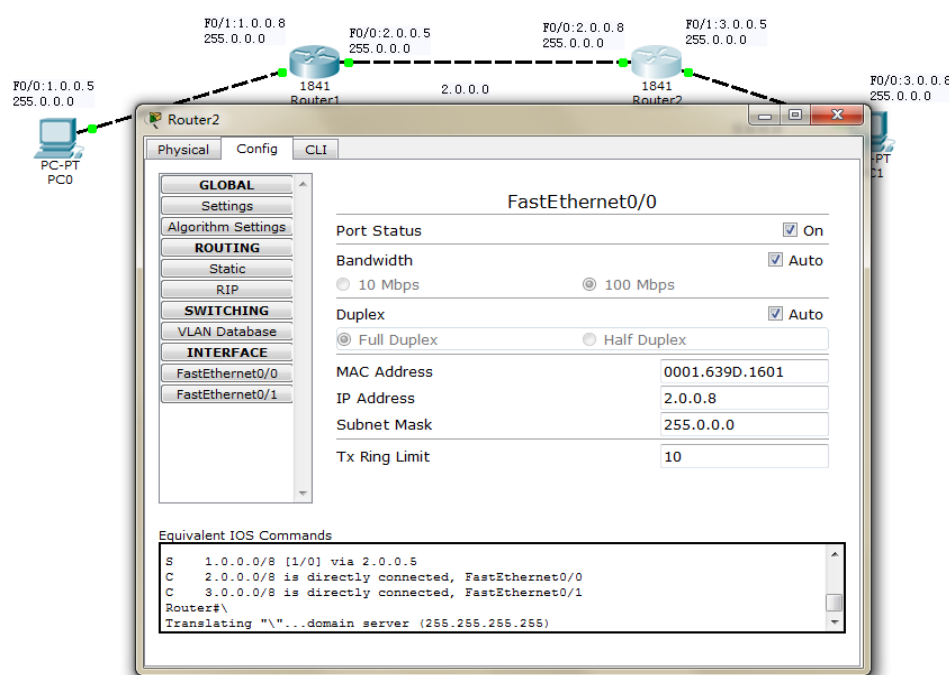 F0/1:1.0.0.8
255.0.0.0
F0/0:2.0.0.5
255.0.0.0
F0/0:2.0.0.8
255.0.0.0
F0/1:3.0.0.5
255.0.0.0
F0/0:1.0.0.5
255.0.0.0
1841
Router1
2.0.0.0
1841
Router2
F0/0:3.0.0.8
255.0.0.0
PC-PT
PC0
-PT
C1
Router2
Physical
Config
CLI
GLOBAL
Settings
Algorithm Settings
ROUTING
Static
RIP
SWITCHING
VLAN Database
INTERFACE
FastEthernet0/0
FastEthernet0/1
FastEthernet0/0
Port Status On
Bandwidth Auto
10 Mbps 100 Mbps
Duplex Auto
Full Duplex Half Duplex
MAC Address 0001.639D.1601
IP Address 2.0.0.8
Subnet Mask 255.0.0.0
Tx Ring Limit 10
Equivalent IOS Commands
S 1.0.0.0/8 [1/0] via 2.0.0.5
C 2.0.0.0/8 is directly connected, FastEthernet0/0
C 3.0.0.0/8 is directly connected, FastEthernet0/1
Router#\
Translating "\"...domain server (255.255.255.255)